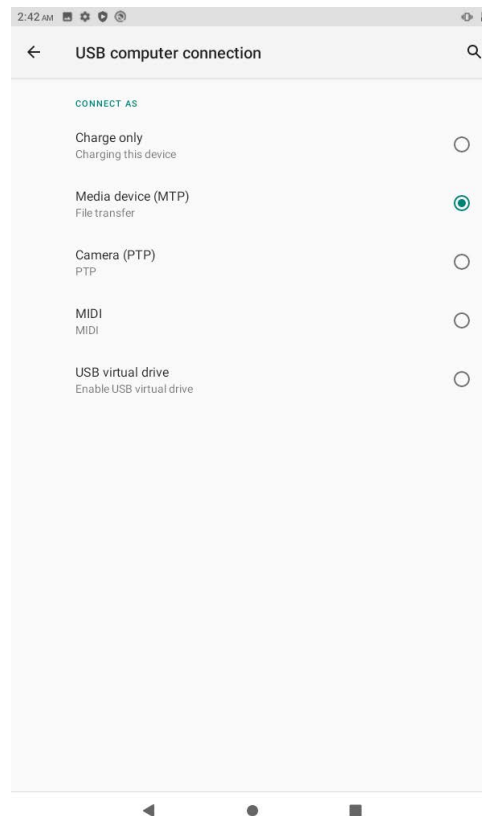 2:42 AM
USB computer connection
CONNECT AS
Charge only
Charging this device
Media device (MTP)
File transfer
Camera (PTP)
PTP
MIDI
MIDI
USB virtual drive
Enable USB virtual drive